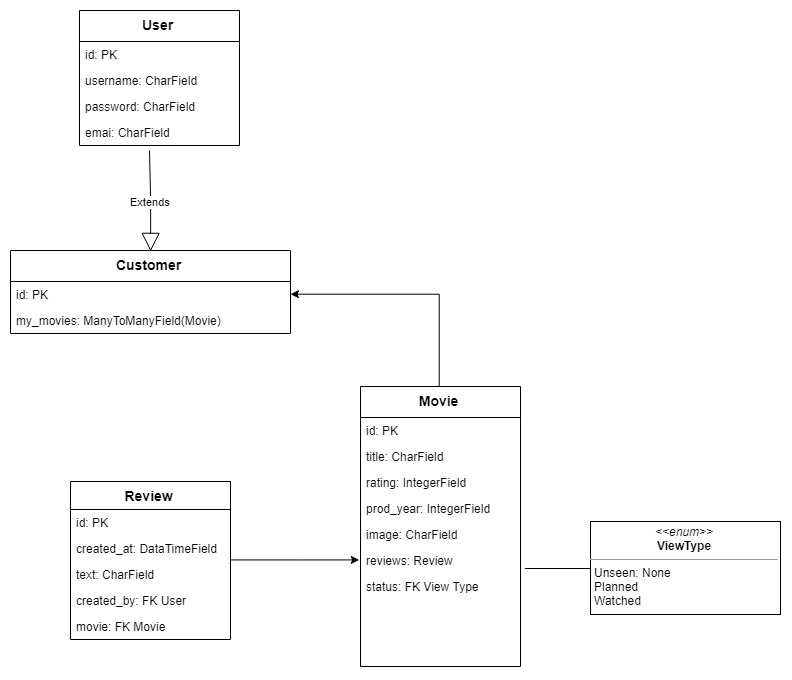 User
id: PK
username: CharField
password: CharField
emai: CharField
Extends
Customer
id: PK
my_movies: ManyToManyField(Movie)
Movie
id: PK
title: CharField
rating: IntegerField
prod_year: IntegerField
image: CharField
reviews: Review
status: FK View Type
Review
id: PK
created_at: DataTimeField
text: CharField
created_by: FK User
movie: FK Movie
<<enum>>
ViewType
Unseen: None
Planned
Watched